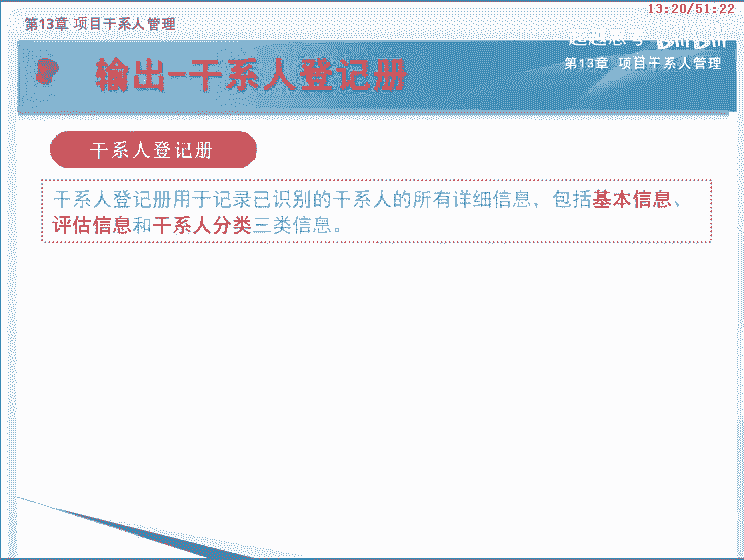 13:20/51:22
第13章 项目干系人管理
第13章 项目干系人管理
输出-干系人登记册
干系人登记册
干系人登记册用于记录已识别的干系人的所有详细信息，包括基本信息、
评估信息和干系人分类三类信息。